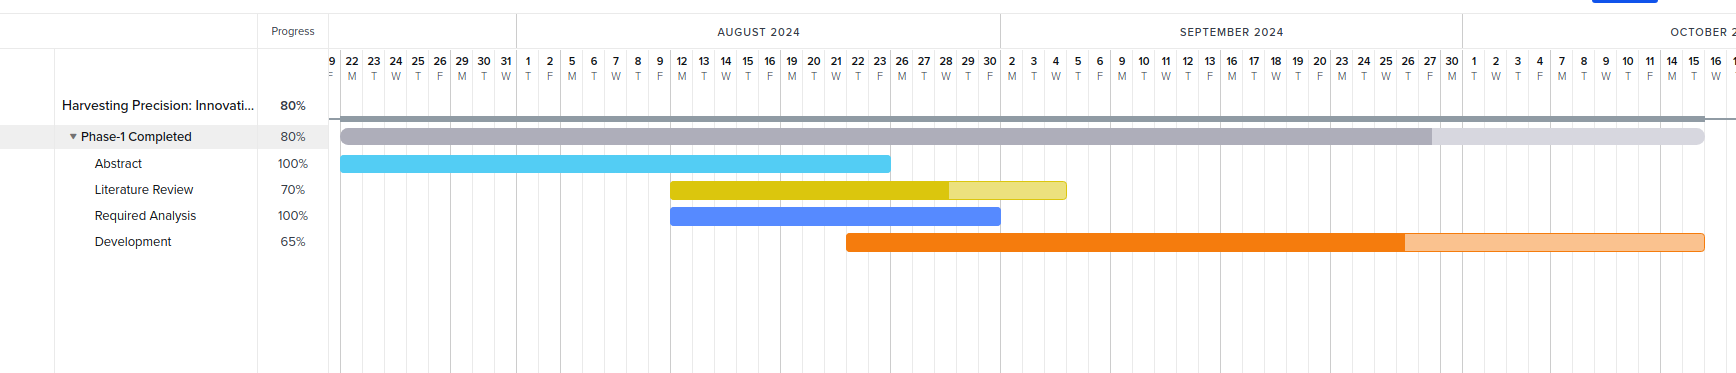 Progress
AUGUST 2024
SEPTEMBER 2024
OCTOBER 2
9 22 23 24 25 26 29 30 31 1 2 5 6 7 8 9 12 13 14 15 16 19 20 21 22 23 26 27 28 29 30 2 3 4 5 6 9 10 11 12 13 16 17 18 19 20 23 24 25 26 27 30 1 2 3 4 7 8 9 10 11 14 15 16 1
F M T W T F M T W T F M T W T F M T W T F M T W T F M T W T F M T W T F M T W T F M T W T F M T W T F M T W T F M T W T F M T W
Harvesting Precision: Innovati... 80%
Phase-1 Completed 80%
Abstract 100%
Literature Review 70%
Required Analysis 100%
Development 65%